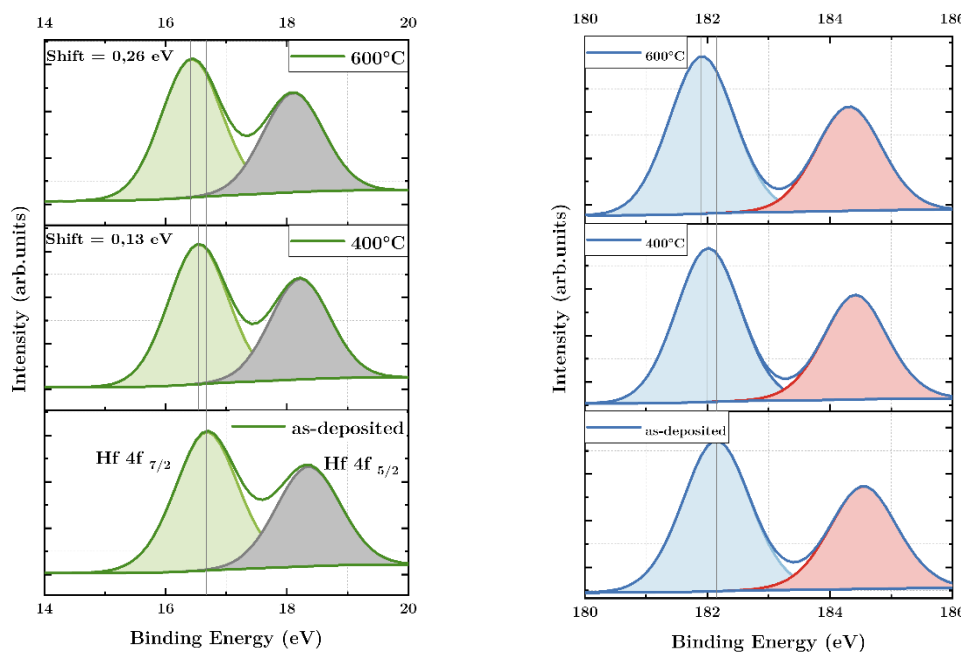 14 16 18 20
Shift = 0,26 eV
600°C
Shift = 0,13 eV
400°C
as-deposited
Hf 4f 7/2
Hf 4f 5/2
14 16 18 20
Binding Energy (eV)
Intensity (arb.units)
180 182 184 186
600°C
400°C
as-deposited
180 182 184 186
Binding Energy (eV)
Intensity (arb.units)